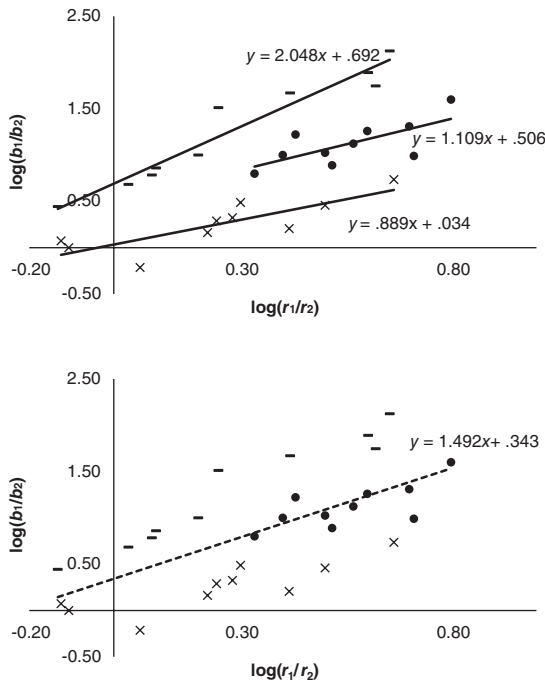 2.50
y = 2.048x + .692
1.50
y = 1.109x + .506
log(b1/b2)
0.50
y = .889x + .034
-0.20 0.30 0.80
-0.50
log(r1/r2)
2.50
y = 1.492x+ .343
1.50
log(b1/b2)
0.50
-0.20 0.30 0.80
-0.50
log(r1/r2)